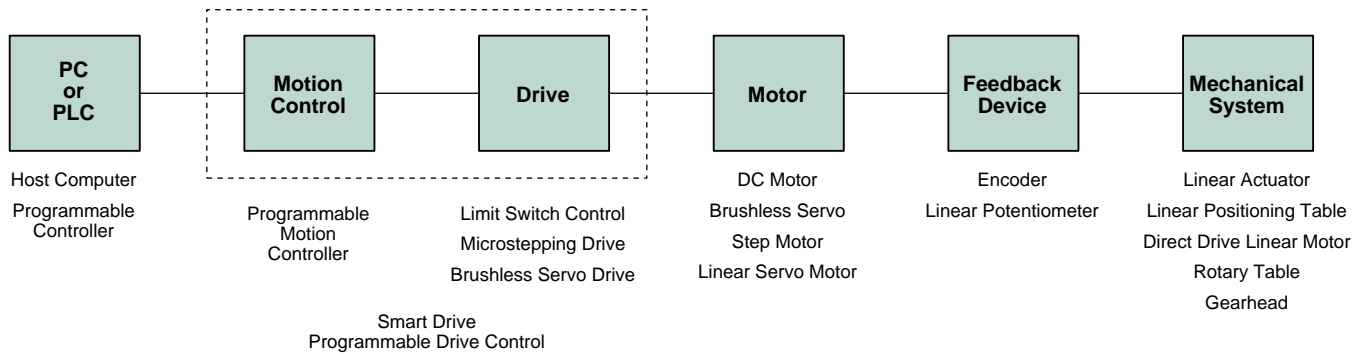 PC
or
PLC
Motion
Control
Drive
Motor
Feedback
Device
Mechanical
System
Host Computer
Programmable
Controller
Programmable
Motion
Controller
Limit Switch Control
Microstepping Drive
Brushless Servo Drive
Smart Drive
Programmable Drive Control
DC Motor
Brushless Servo
Step Motor
Linear Servo Motor
Encoder
Linear Potentiometer
Linear Actuator
Linear Positioning Table
Direct Drive Linear Motor
Rotary Table
Gearhead